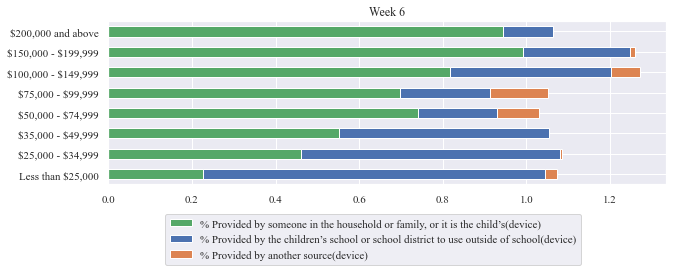 Week 6
$200,000 and above
$150,000 - $199,999
$100,000 - $149,999
$75,000 - $99,999
$50,000 - $74,999
$35,000 - $49,999
$25,000 - $34,999
Less than $25,000
0.0 0.2 0.4 0.6 0.8 1.0 1.2
% Provided by someone in the household or family, or it is the child’s(device)
% Provided by the children’s school or school district to use outside of school(device)
% Provided by another source(device)